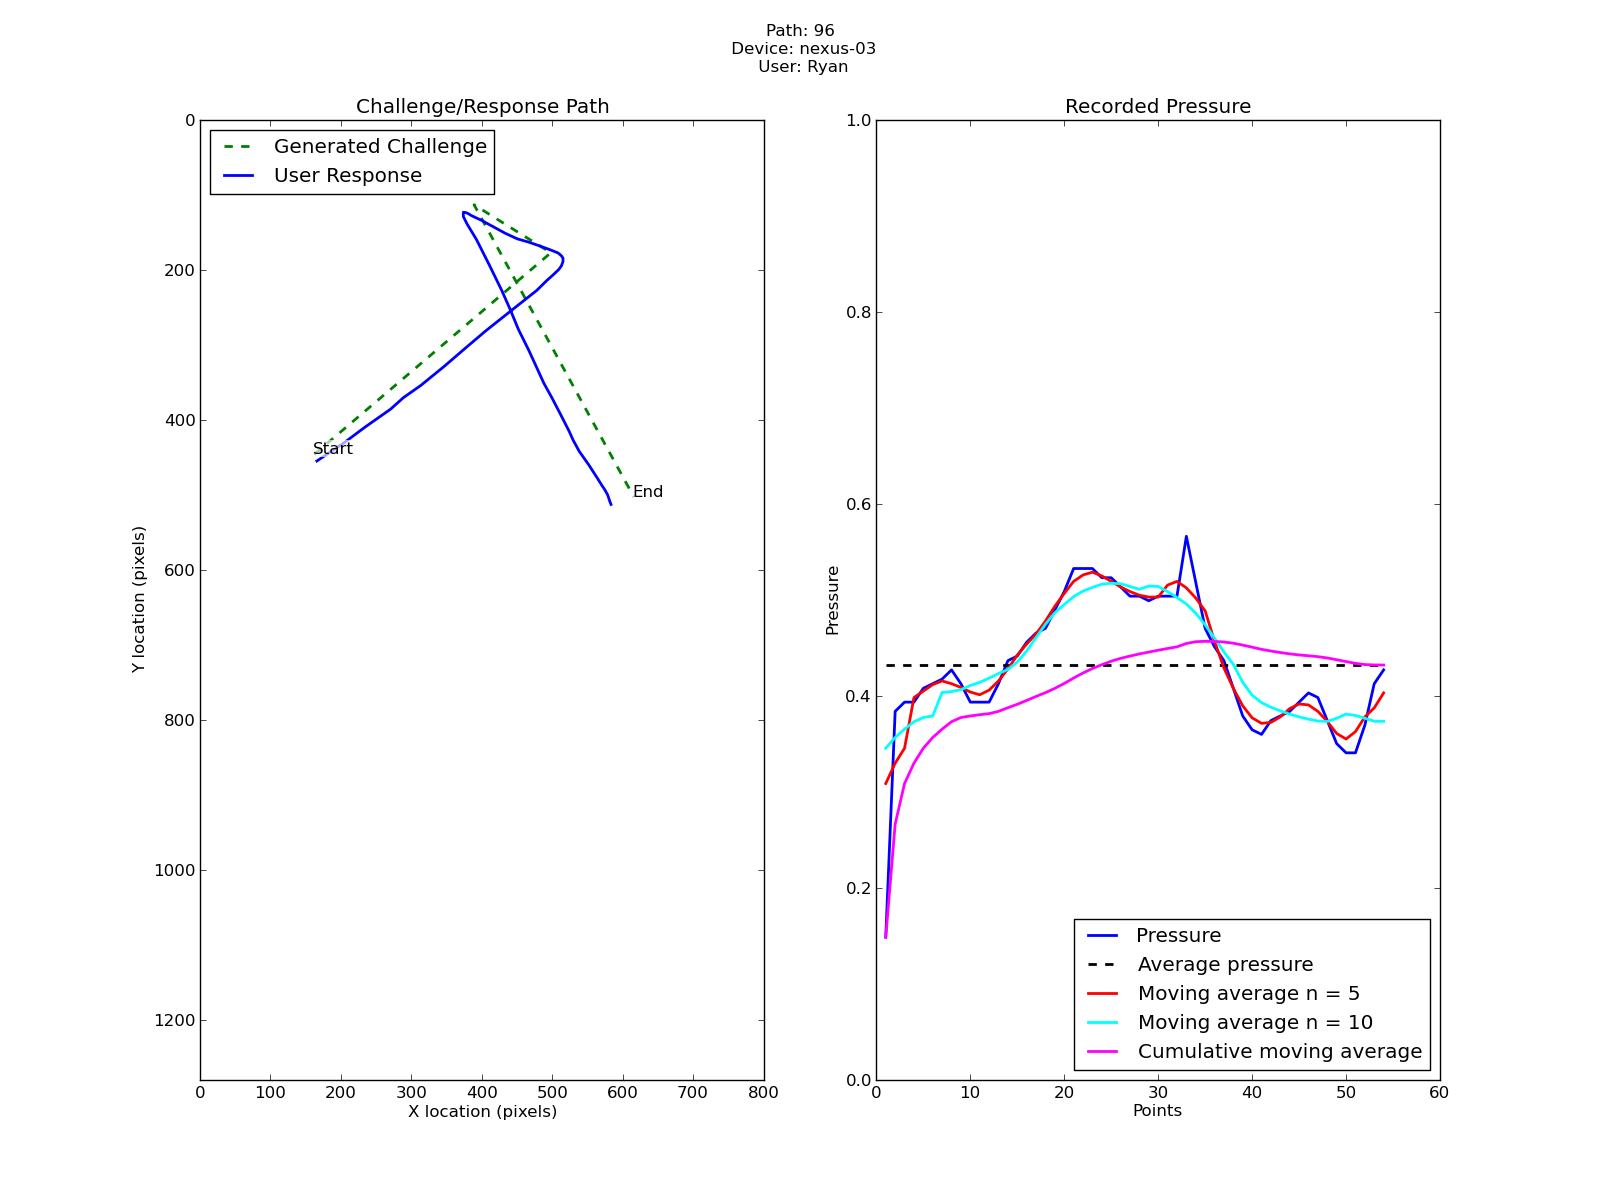 Path: 96
Device: nexus-03
User: Ryan
Challenge/Response Path
Generated Challenge
User Response
Start
End
0
200
400
600
800
1000
1200
Y location (pixels)
0 100 200 300 400 500 600 700 800
X location (pixels)
Recorded Pressure
1.0
0.8
0.6
0.4
0.2
0.0
Pressure
Pressure
Average pressure
Moving average n = 5
Moving average n = 10
Cumulative moving average
0 10 20 30 40 50 60
Points